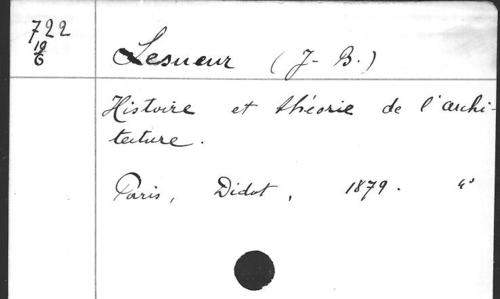 722
19
6
Lesueur (J- B.)
Histoire et théorie de l'archi-
tecture.
Paris, Didot, 1879. 4°